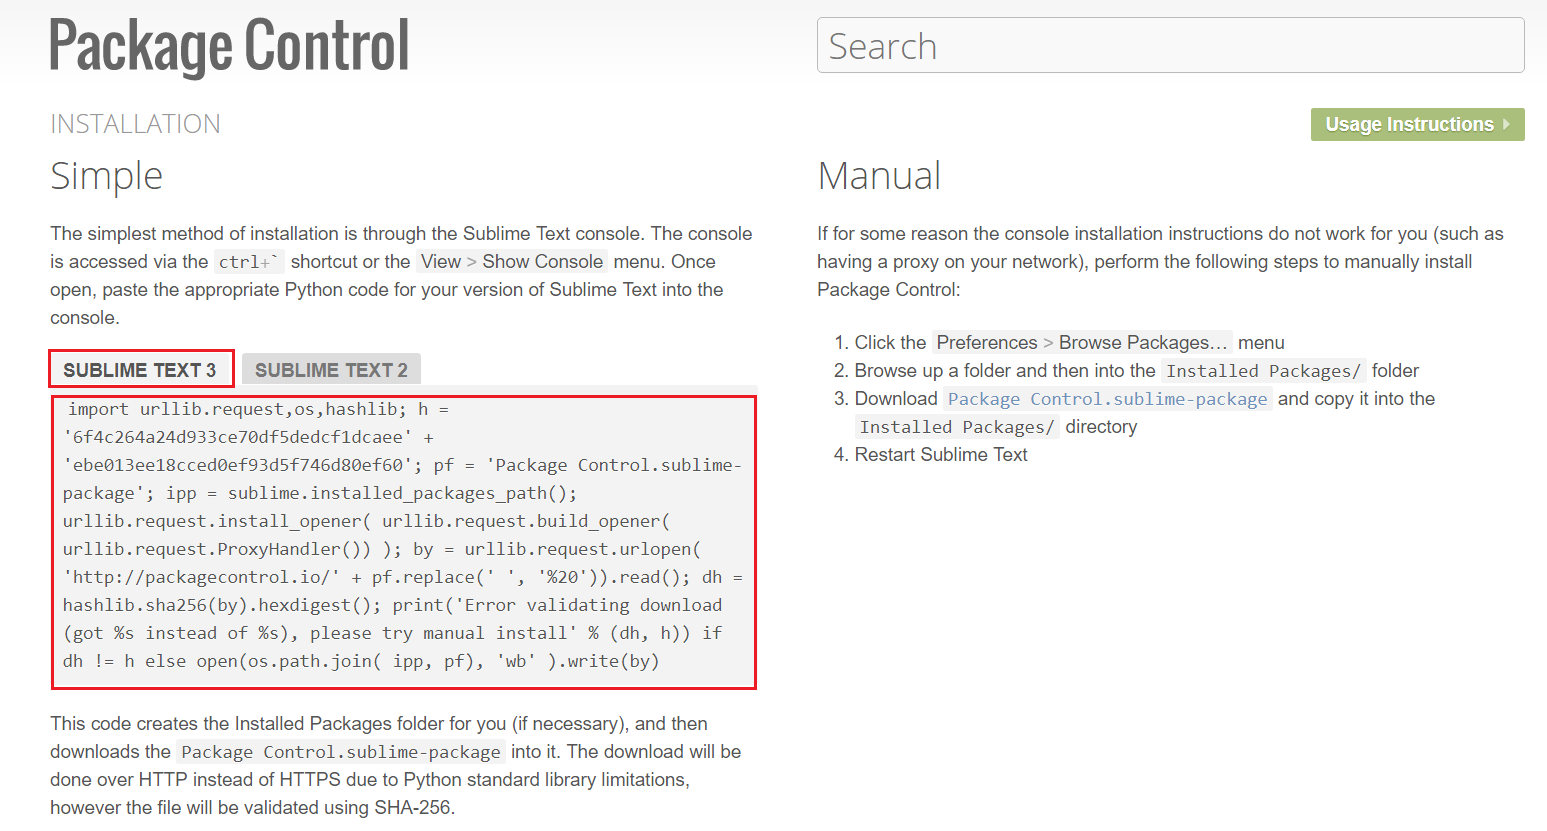 Package Control
Search
INSTALLATION
Usage Instructions
Simple
The simplest method of installation is through the Sublime Text console. The console
is accessed via the ctrl+` shortcut or the View > Show Console menu. Once
open, paste the appropriate Python code for your version of Sublime Text into the
console.
SUBLIME TEXT 3
SUBLIME TEXT 2
import urllib.request,os,hashlib; h =
'6f4c264a24d933ce70df5dedcf1dcaee' +
'ebe013ee18cced0ef93d5f746d80ef60'; pf = 'Package Control.sublime-
package'; ipp = sublime.installed_packages_path();
urllib.request.install_opener( urllib.request.build_opener(
urllib.request.ProxyHandler()) ); by = urllib.request.urlopen(
'http://packagecontrol.io/' + pf.replace(' ', '%20')).read(); dh =
hashlib.sha256(by).hexdigest(); print('Error validating download
(got %s instead of %s), please try manual install' % (dh, h)) if
dh != h else open(os.path.join( ipp, pf), 'wb' ).write(by)
This code creates the Installed Packages folder for you (if necessary), and then
downloads the Package Control.sublime-package into it. The download will be
done over HTTP instead of HTTPS due to Python standard library limitations,
however the file will be validated using SHA-256.
Manual
If for some reason the console installation instructions do not work for you (such as
having a proxy on your network), perform the following steps to manually install
Package Control:
1. Click the Preferences > Browse Packages… menu
2. Browse up a folder and then into the Installed Packages/ folder
3. Download Package Control.sublime-package and copy it into the
Installed Packages/ directory
4. Restart Sublime Text